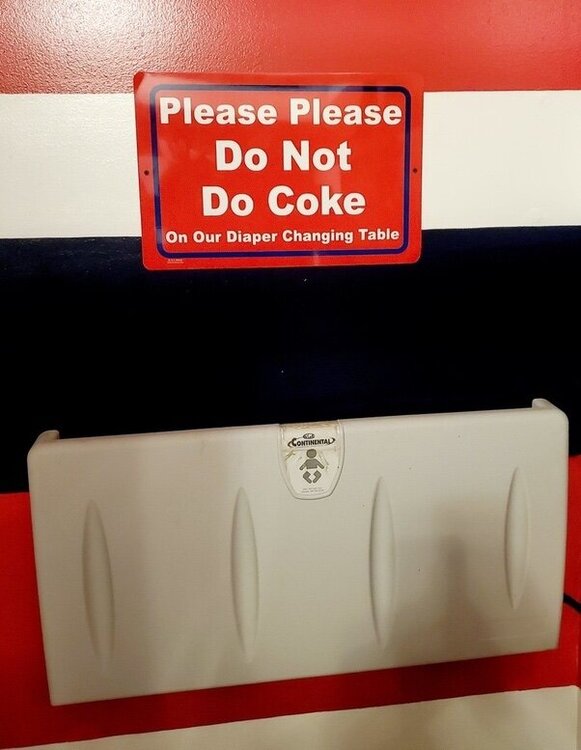 Please Please
Do Not
Do Coke
On Our Diaper Changing Table
CONTINENTAL